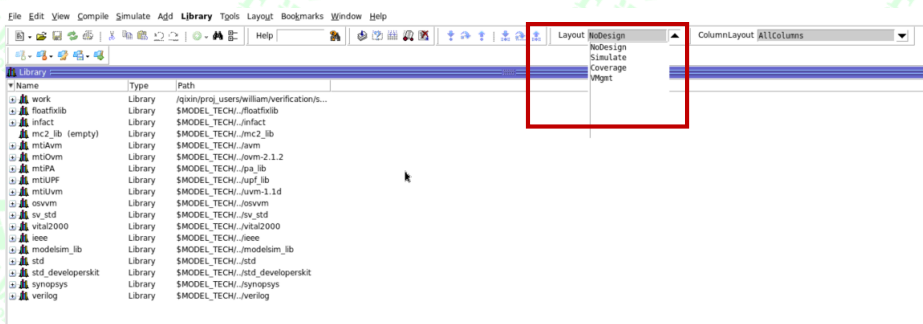 File Edit View Compile Simulate Add Library Tools Layout Bookmarks Window Help
Help Layout NoDesign ColumnLayout AllColumns
NoDesign
Simulate
Coverage
VMgmt
Library
Name Type Path
work Library /qixin/proj_users/william/verification/s...
floatfixlib Library $MODEL_TECH/../floatfixlib
infact Library $MODEL_TECH/../infact
mc2_lib (empty) Library $MODEL_TECH/../mc2_lib
mtiAvm Library $MODEL_TECH/../avm
mtiOvm Library $MODEL_TECH/../ovm-2.1.2
mtiPA Library $MODEL_TECH/../pa_lib
mtiUPF Library $MODEL_TECH/../upf_lib
mtiUvm Library $MODEL_TECH/../uvm-1.1d
osvvm Library $MODEL_TECH/../osvvm
sv_std Library $MODEL_TECH/../sv_std
vital2000 Library $MODEL_TECH/../vital2000
ieee Library $MODEL_TECH/../ieee
modelsim_lib Library $MODEL_TECH/../modelsim_lib
std Library $MODEL_TECH/../std
std_developerskit Library $MODEL_TECH/../std_developerskit
synopsys Library $MODEL_TECH/../synopsys
verilog Library $MODEL_TECH/../verilog